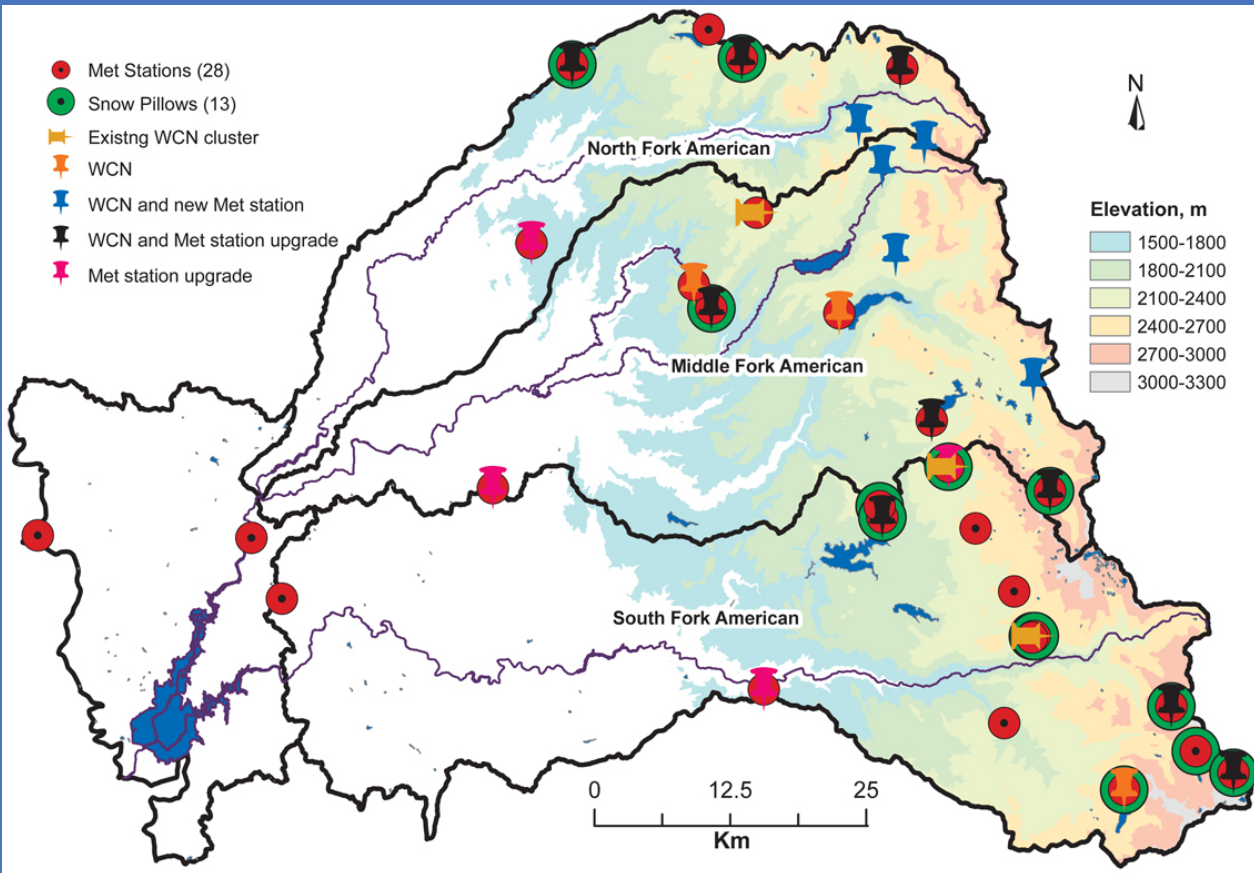 Met Stations (28)
Snow Pillows (13)
Existng WCN cluster
WCN
WCN and new Met station
WCN and Met station upgrade
Met station upgrade
N
North Fork American
Elevation, m
1500-1800
1800-2100
2100-2400
2400-2700
2700-3000
3000-3300
Middle Fork American
South Fork American
0 12.5 25
Km